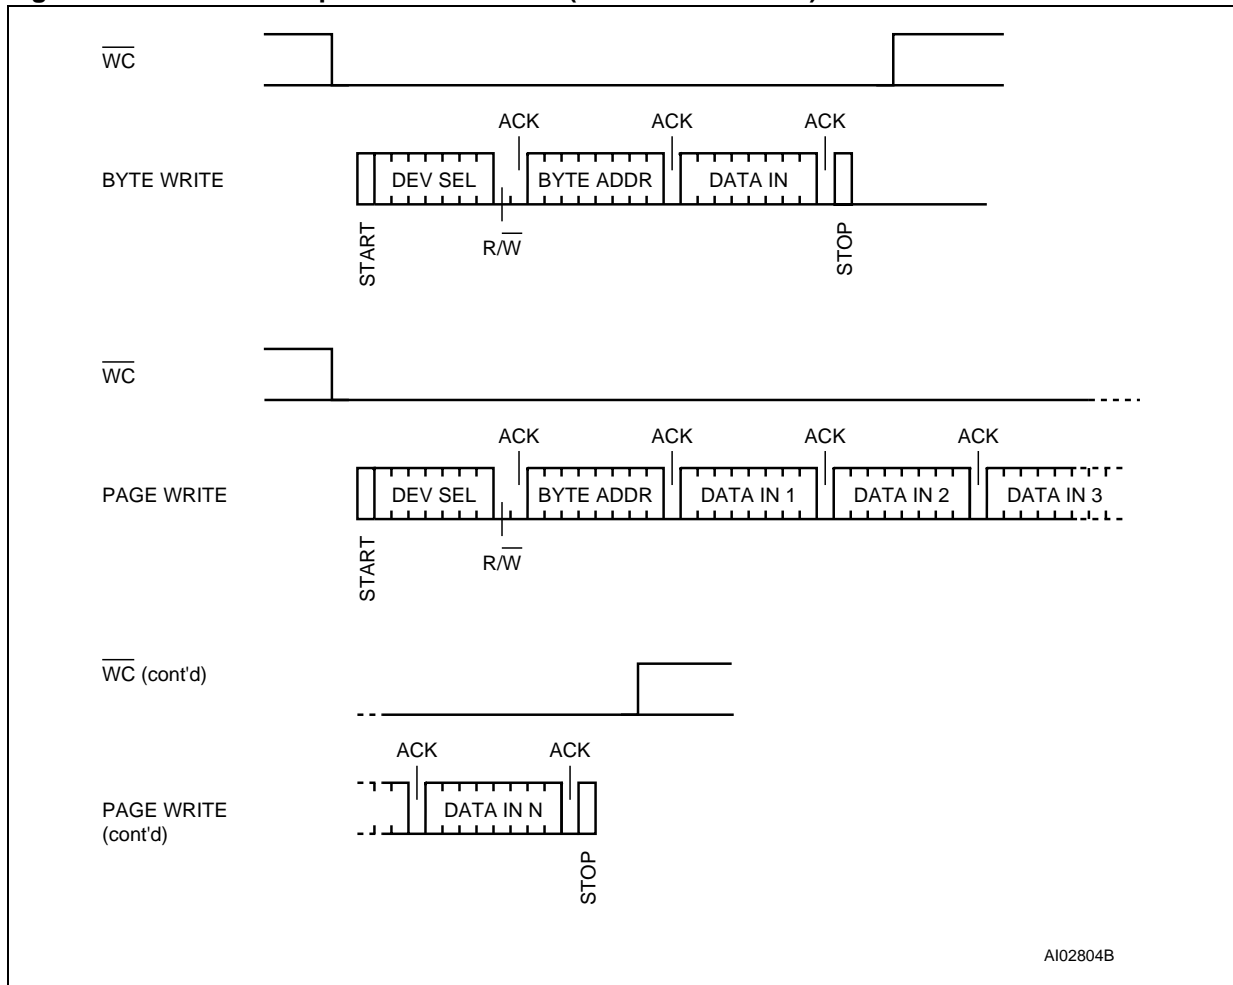 WC
ACK ACK ACK
BYTE WRITE
DEV SEL BYTE ADDR DATA IN
R/W
START
STOP
WC
ACK ACK ACK ACK
PAGE WRITE
DEV SEL BYTE ADDR DATA IN 1 DATA IN 2 DATA IN 3
R/W
START
WC (cont'd)
ACK ACK
PAGE WRITE
(cont'd)
DATA IN N
STOP
AI02804B